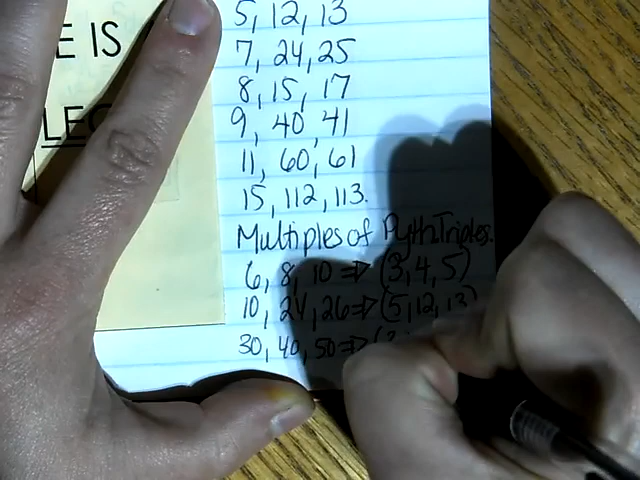 E IS
LEG
5, 12, 13
7, 24, 25
8, 15, 17
9, 40, 41
11, 60, 61
15, 112, 113.
Multiples of Pyth. Triples.
6, 8, 10 ⇒ (3, 4, 5)
10, 24, 26 ⇒ (5, 12, 13)
30, 40, 50 ⇒ (3